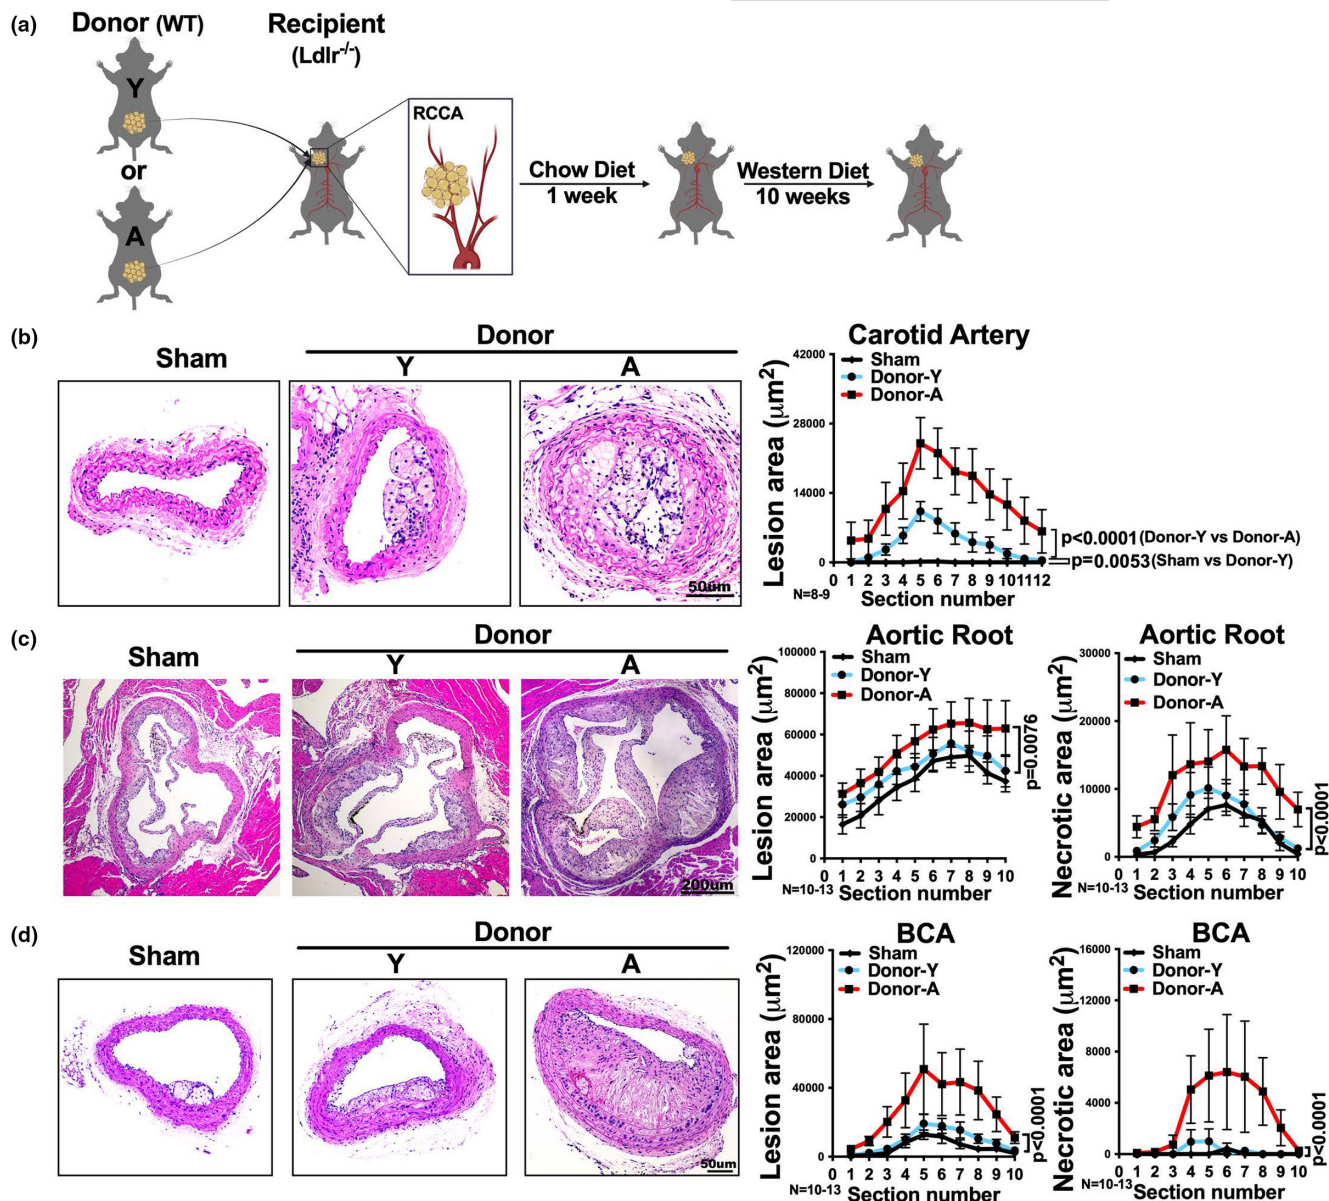 (a)
Donor (WT)
Recipient
(Ldlr-/-)
Y
or
A
RCCA
Chow Diet
1 week
Western Diet
10 weeks
(b)
Sham
Donor
Y
A
50um
Carotid Artery
Sham
Donor-Y
Donor-A
Lesion area (μm2)
42000
28000
14000
0
0 1 2 3 4 5 6 7 8 9 10 11 12
Section number
N=8-9
p<0.0001 (Donor-Y vs Donor-A)
p=0.0053 (Sham vs Donor-Y)
(c)
Sham
Donor
Y
A
200um
Aortic Root
Sham
Donor-Y
Donor-A
Lesion area (μm2)
100000
80000
60000
40000
20000
0
0 1 2 3 4 5 6 7 8 9 10
Section number
N=10-13
p=0.0076
Aortic Root
Sham
Donor-Y
Donor-A
Necrotic area (μm2)
30000
20000
10000
0
0 1 2 3 4 5 6 7 8 9 10
Section number
N=10-13
p<0.0001
(d)
Sham
Donor
Y
A
50um
BCA
Sham
Donor-Y
Donor-A
Lesion area (μm2)
120000
80000
40000
0
0 1 2 3 4 5 6 7 8 9 10
Section number
N=10-13
p<0.0001
BCA
Sham
Donor-Y
Donor-A
Necrotic area (μm2)
16000
12000
8000
4000
0
0 1 2 3 4 5 6 7 8 9 10
Section number
N=10-13
p<0.0001